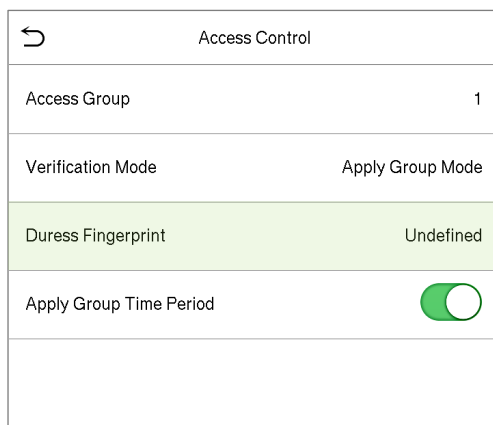 Access Control
Access Group 1
Verification Mode Apply Group Mode
Duress Fingerprint Undefined
Apply Group Time Period